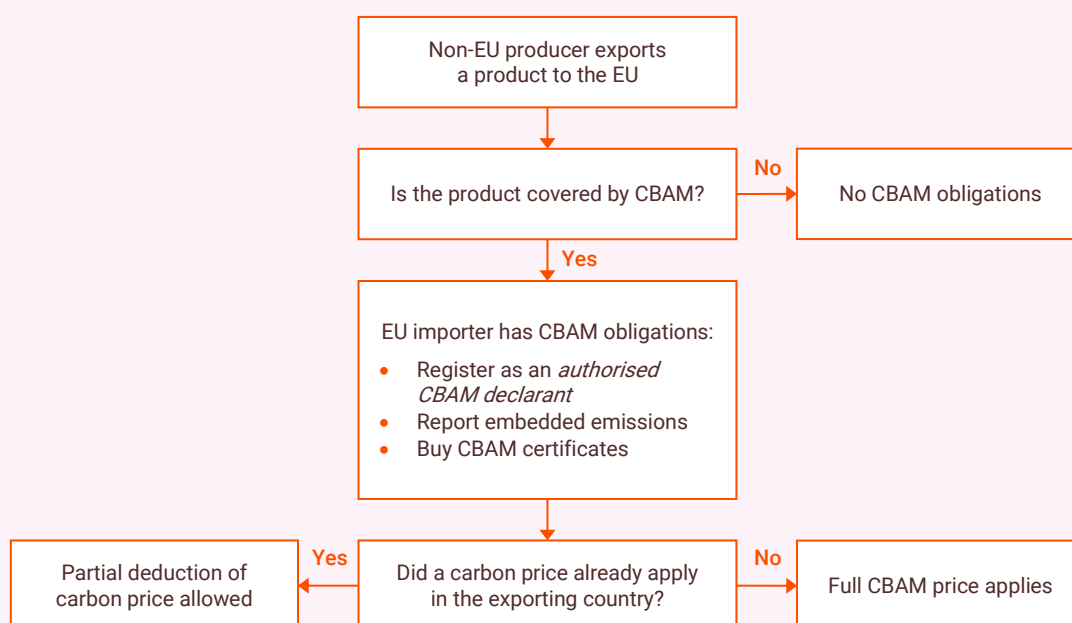 Non-EU producer exports
a product to the EU
Is the product covered by CBAM?
No
No CBAM obligations
Yes
EU importer has CBAM obligations:
• Register as an authorised
CBAM declarant
• Report embedded emissions
• Buy CBAM certificates
Partial deduction of
carbon price allowed
Yes
Did a carbon price already apply
in the exporting country?
No
Full CBAM price applies